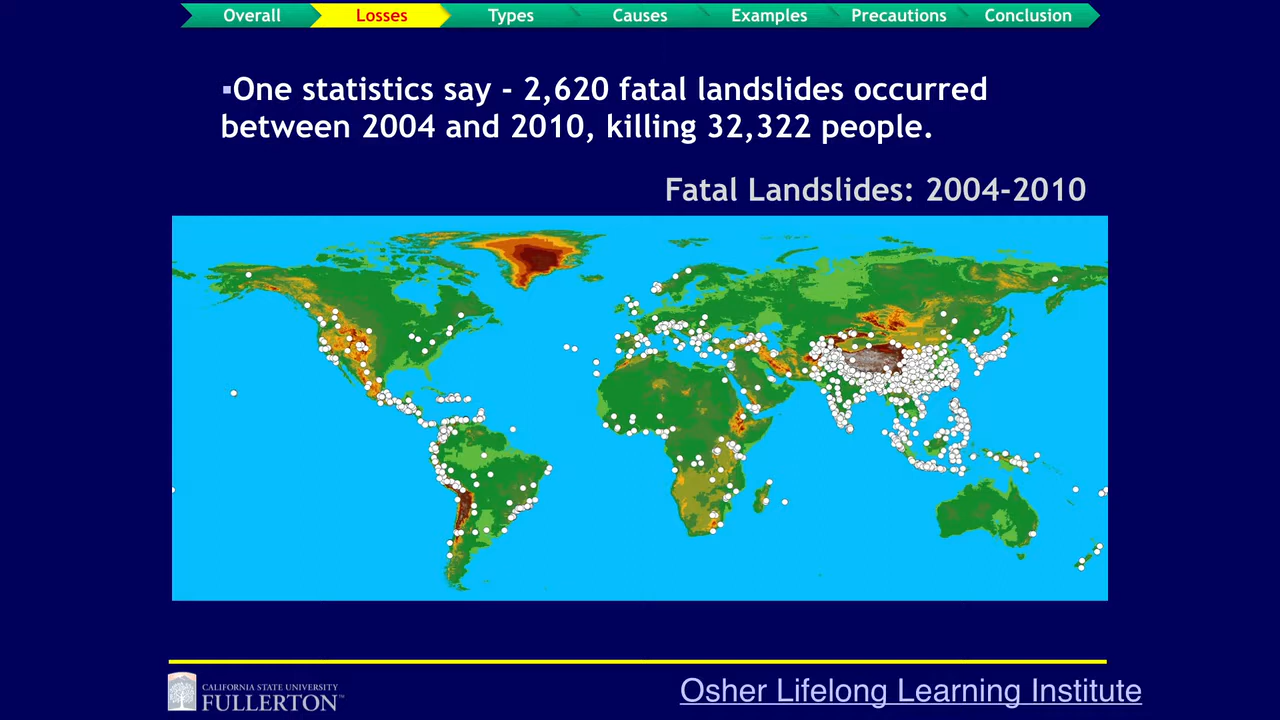 Overall Losses Types Causes Examples Precautions Conclusion
▪One statistics say - 2,620 fatal landslides occurred
between 2004 and 2010, killing 32,322 people.
Fatal Landslides: 2004-2010
CALIFORNIA STATE UNIVERSITY
FULLERTON™
Osher Lifelong Learning Institute